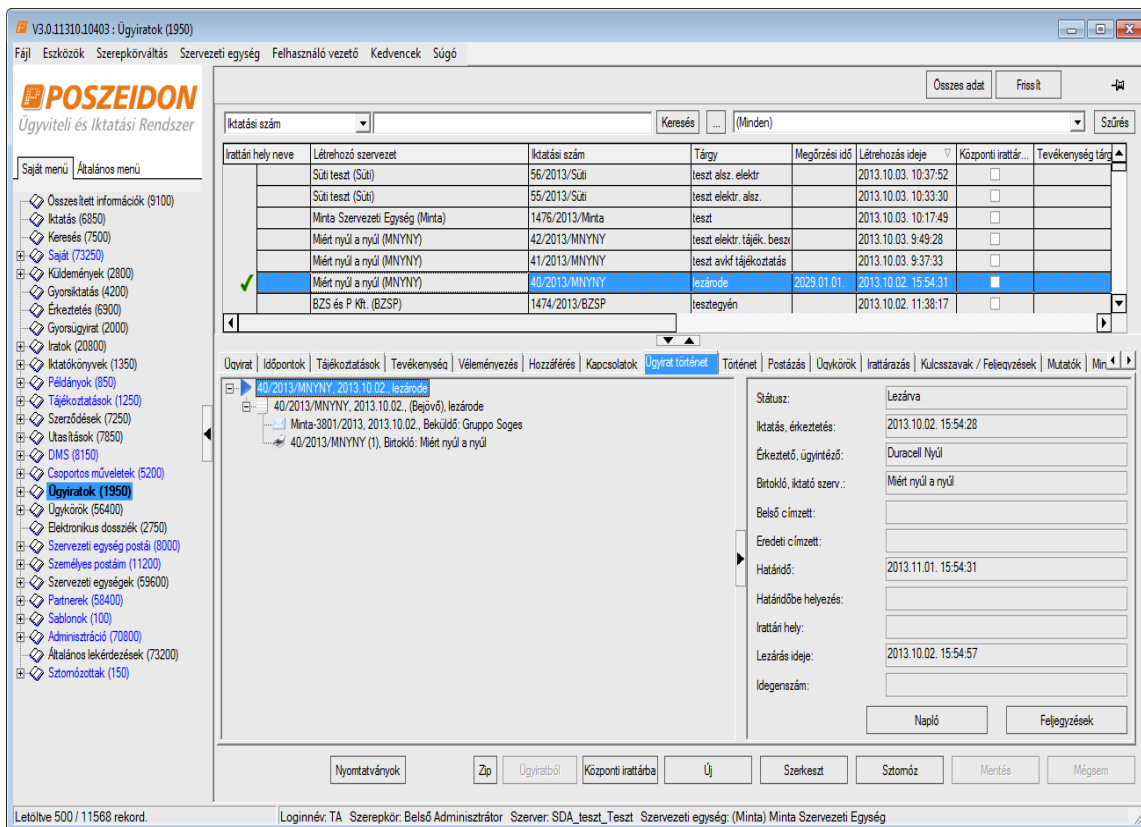 V3.0.11310.10403 : Ügyiratok (1950)
Fájl Eszközök Szerepkörváltás Szervezeti egység Felhasználó vezető Kedvencek Súgó
POSZEIDON
Ügyviteli és Iktatási Rendszer
Saját menü Általános menü
Összesített információk (9100)
Iktatás (6850)
Keresés (7500)
Saját (73250)
Küldemények (2800)
Gyorsiktatás (4200)
Érkeztetés (6900)
Gyorsügyirat (2000)
Iratok (20800)
Iktatókönyvek (1350)
Példányok (850)
Tájékoztatások (1250)
Szerződések (7250)
Utasítások (7850)
DMS (8150)
Csoportos műveletek (5200)
Ügyiratok (1950)
Ügykörök (56400)
Elektronikus dossziék (2750)
Szervezeti egység postái (8000)
Személyes postáim (11200)
Szervezeti egységek (59600)
Partnerek (58400)
Sablonok (100)
Adminisztráció (70800)
Általános lekérdezések (73200)
Sztornózottak (150)
Összes adat Frissít
Iktatási szám Keresés ... (Minden) Szűrés
Irattári hely neve Létrehozó szervezet Iktatási szám Tárgy Megőrzési idő Létrehozás ideje Központi irattár... Tevékenység tárg
Süti teszt (Süti) 56/2013/Süti teszt alsz. elektr 2013.10.03. 10:37:52
Süti teszt (Süti) 55/2013/Süti teszt elektr. alsz. 2013.10.03. 10:33:30
Minta Szervezeti Egység (Minta) 1476/2013/Minta teszt 2013.10.03. 10:17:49
Miért nyúl a nyúl (MNYNY) 42/2013/MNYNY teszt elektr. tájék. besze 2013.10.03. 9:49:28
Miért nyúl a nyúl (MNYNY) 41/2013/MNYNY teszt avkf tájékoztatás 2013.10.03. 9:37:33
Miért nyúl a nyúl (MNYNY) 40/2013/MNYNY lezárode 2029.01.01. 2013.10.02. 15:54:31
BZS és P Kft. (BZSP) 1474/2013/BZSP tesztegyén 2013.10.02. 11:38:17
Ügyirat Időpontok Tájékoztatások Tevékenység Véleményezés Hozzáférés Kapcsolatok Ügyirat történet Történet Postázás Ügykörök Irattárazás Kulcsszavak / Feljegyzések Mutatók Min
40/2013/MNYNY, 2013.10.02., lezárode
40/2013/MNYNY, 2013.10.02., (Bejövő), lezárode
Minta-3801/2013, 2013.10.02., Beküldő: Gruppo Soges
40/2013/MNYNY (1), Birtokló: Miért nyúl a nyúl
Státusz: Lezárva
Iktatás, érkeztetés: 2013.10.02. 15:54:28
Érkeztető, ügyintéző: Duracell Nyúl
Birtokló, iktató szerv.: Miért nyúl a nyúl
Belső címzett:
Eredeti címzett:
Határidő: 2013.11.01. 15:54:31
Határidőbe helyezés:
Irattári hely:
Lezárás ideje: 2013.10.02. 15:54:57
Idegenszám:
Napló Feljegyzések
Nyomtatványok Zip Ügyiratból Központi irattárba Új Szerkeszt Sztornóz Mentés Mégsem
Letöltve 500 / 11568 rekord. Loginnév: TA Szerepkör: Belső Adminisztrátor Szerver: SDA_teszt_Teszt Szervezeti egység: (Minta) Minta Szervezeti Egység